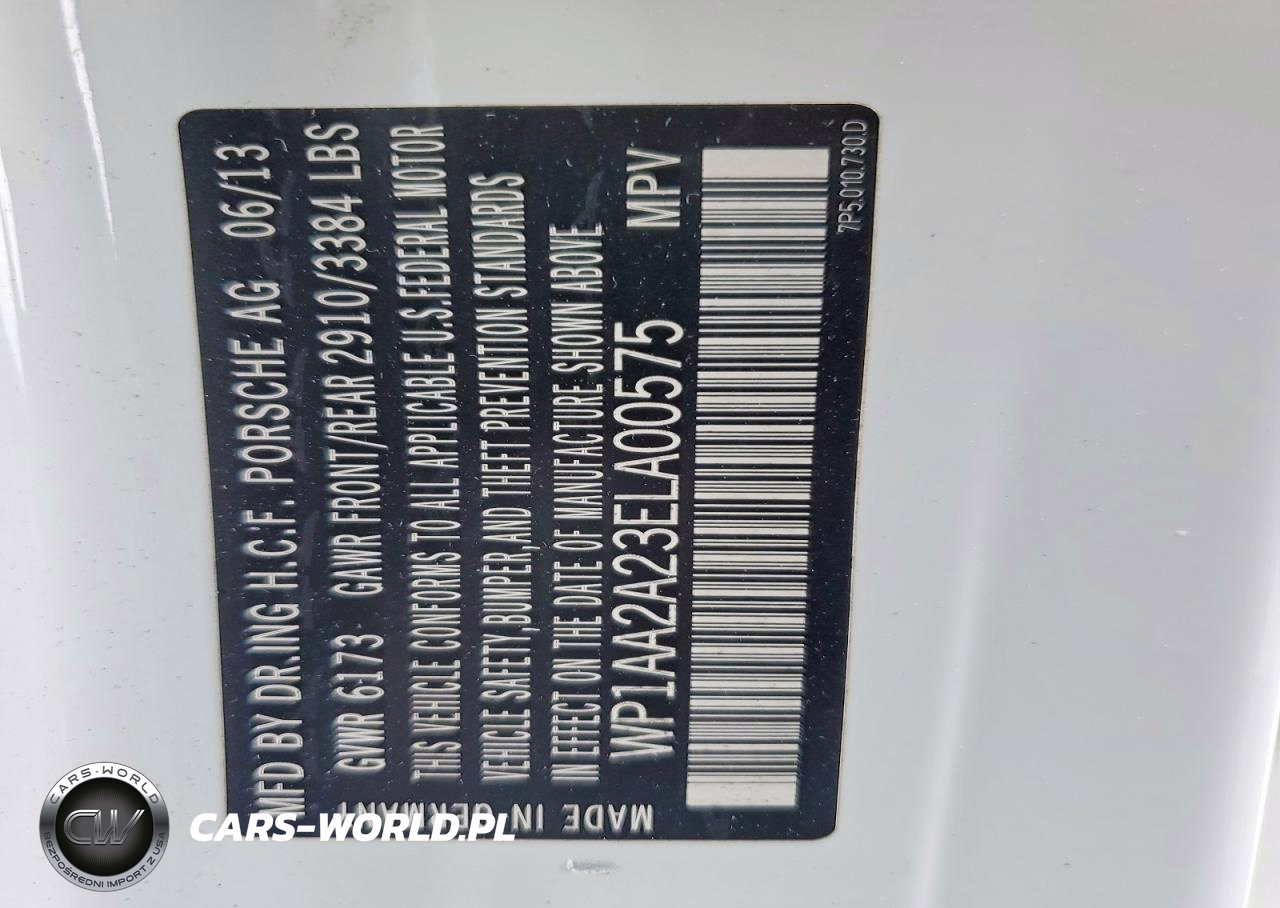 MFD BY DR.ING H.C.F. PORSCHE AG 06/13
GVWR 6173 GAWR FRONT/REAR 2910/3384 LBS
THIS VEHICLE CONFORMS TO ALL APPLICABLE U.S.FEDERAL MOTOR
VEHICLE SAFETY,BUMPER,AND THEFT PREVENTION STANDARDS
IN EFFECT ON THE DATE OF MANUFACTURE SHOWN ABOVE
WP1AA2A23ELA00575 MPV
7P5.010.730.D
MADE IN GERMANY
CARS-WORLD
CW
BEZPOŚREDNI IMPORT Z USA
CARS-WORLD.PL